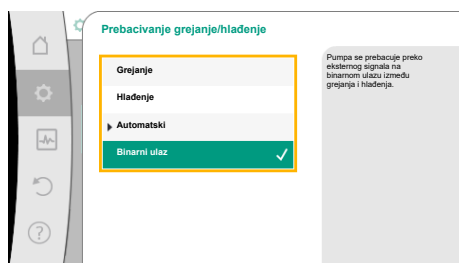 Prebacivanje grejanje/hlađenje
Grejanje
Hlađenje
Automatski
Binarni ulaz
Pumpa se prebacuje preko
eksternog signala na
binarnom ulazu između
grejanja i hlađenja.